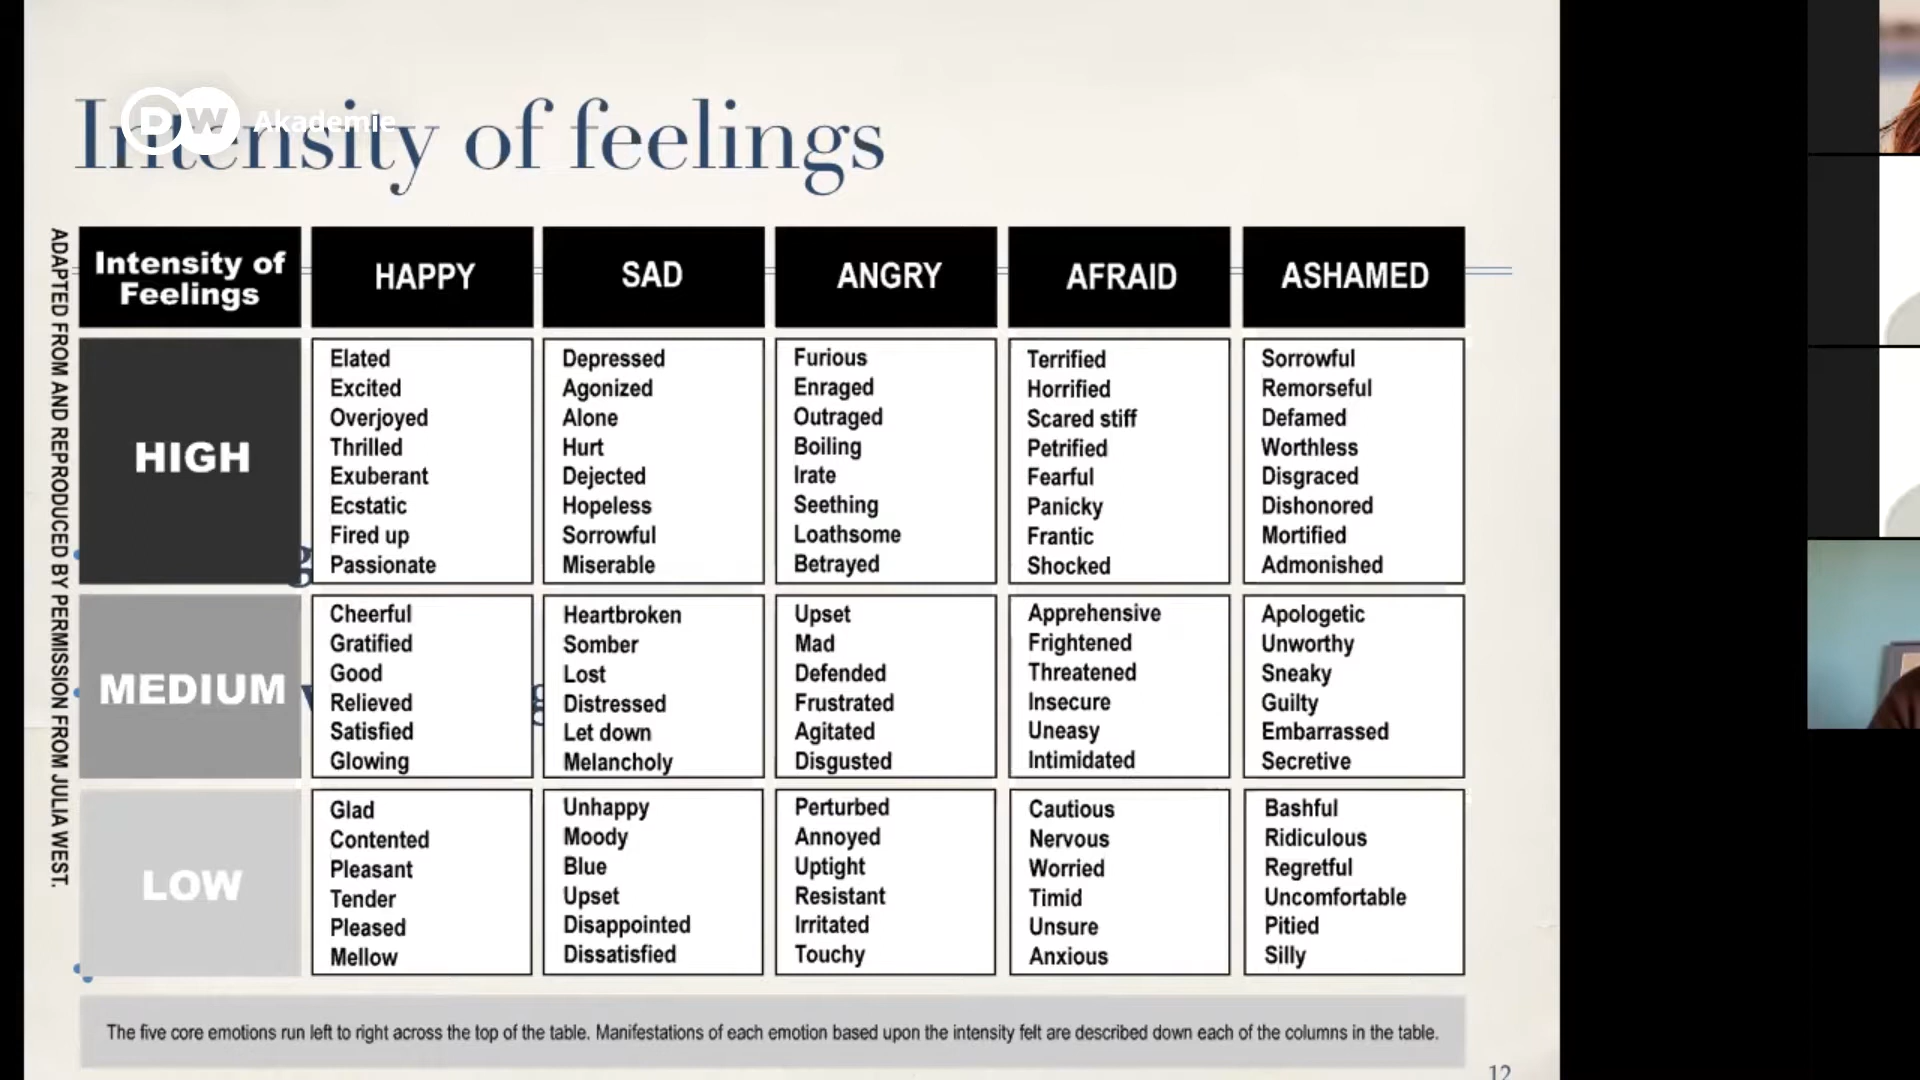 Intensity of feelings
DW Akademie
ADAPTED FROM AND REPRODUCED BY PERMISSION FROM JULIA WEST.
Intensity of
Feelings
HAPPY
SAD
ANGRY
AFRAID
ASHAMED
HIGH
Elated
Excited
Overjoyed
Thrilled
Exuberant
Ecstatic
Fired up
Passionate
Depressed
Agonized
Alone
Hurt
Dejected
Hopeless
Sorrowful
Miserable
Furious
Enraged
Outraged
Boiling
Irate
Seething
Loathsome
Betrayed
Terrified
Horrified
Scared stiff
Petrified
Fearful
Panicky
Frantic
Shocked
Sorrowful
Remorseful
Defamed
Worthless
Disgraced
Dishonored
Mortified
Admonished
MEDIUM
Cheerful
Gratified
Good
Relieved
Satisfied
Glowing
Heartbroken
Somber
Lost
Distressed
Let down
Melancholy
Upset
Mad
Defended
Frustrated
Agitated
Disgusted
Apprehensive
Frightened
Threatened
Insecure
Uneasy
Intimidated
Apologetic
Unworthy
Sneaky
Guilty
Embarrassed
Secretive
LOW
Glad
Contented
Pleasant
Tender
Pleased
Mellow
Unhappy
Moody
Blue
Upset
Disappointed
Dissatisfied
Perturbed
Annoyed
Uptight
Resistant
Irritated
Touchy
Cautious
Nervous
Worried
Timid
Unsure
Anxious
Bashful
Ridiculous
Regretful
Uncomfortable
Pitied
Silly
The five core emotions run left to right across the top of the table. Manifestations of each emotion based upon the intensity felt are described down each of the columns in the table.
12